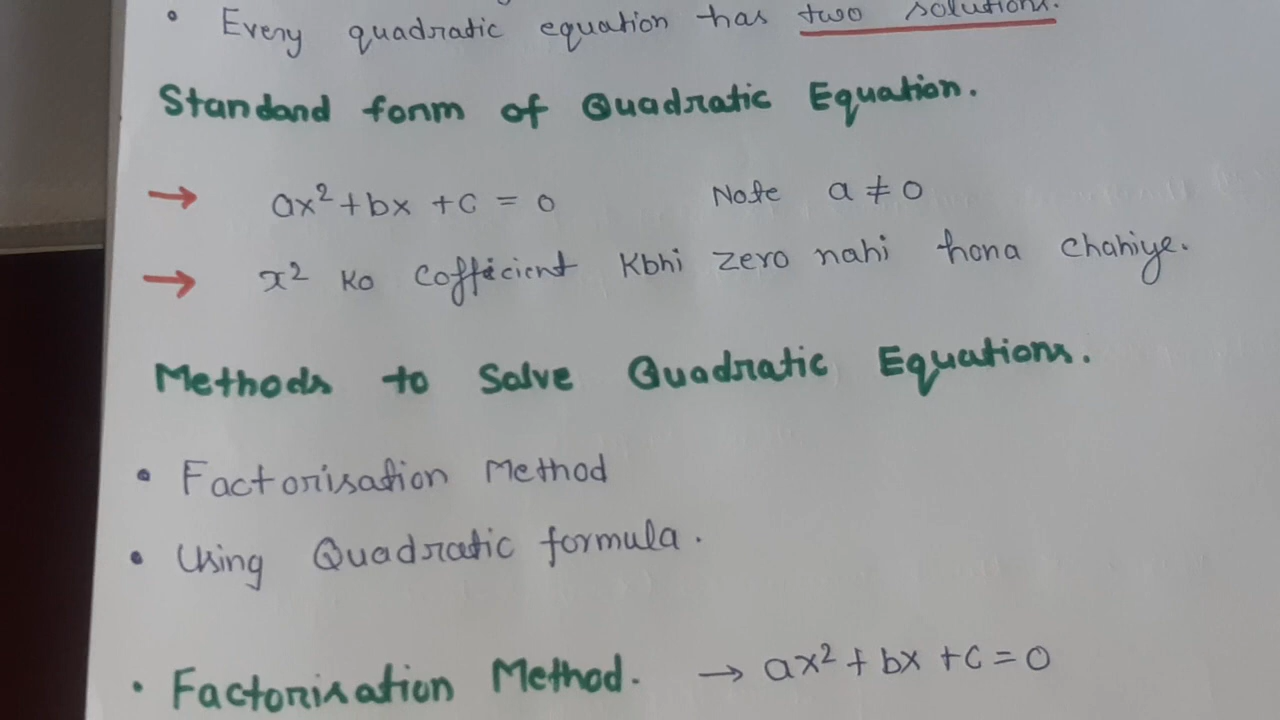 • Every quadratic equation has two solutions.
Standard form of Quadratic Equation.
→ ax²+bx +c = 0 Note a ≠ 0
→ x² ko cofficient kbhi zero nahi hona chahiye.
Methods to Solve Quadratic Equations.
• Factorisation Method
• Using Quadratic formula.
• Factorisation Method. → ax² + bx +c = 0